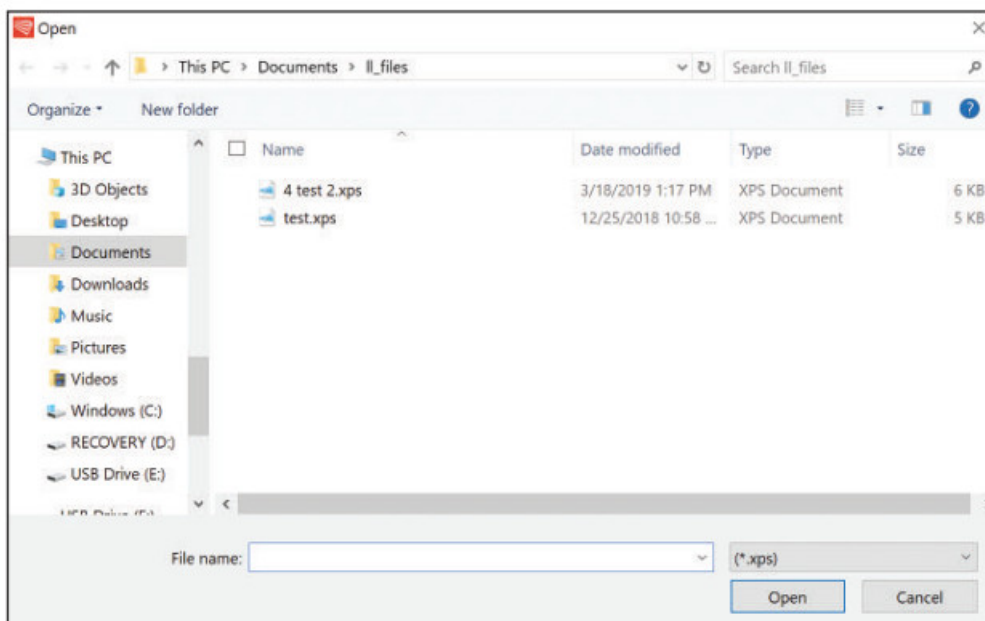 Open
This PC > Documents > ll_files
Search ll_files
Organize
New folder
Name
Date modified
Type
Size
This PC
3D Objects
Desktop
Documents
Downloads
Music
Pictures
Videos
Windows (C:)
RECOVERY (D:)
USB Drive (E:)
4 test 2.xps 3/18/2019 1:17 PM XPS Document 6 KB
test.xps 12/25/2018 10:58 ... XPS Document 5 KB
File name:
(*.xps)
Open
Cancel